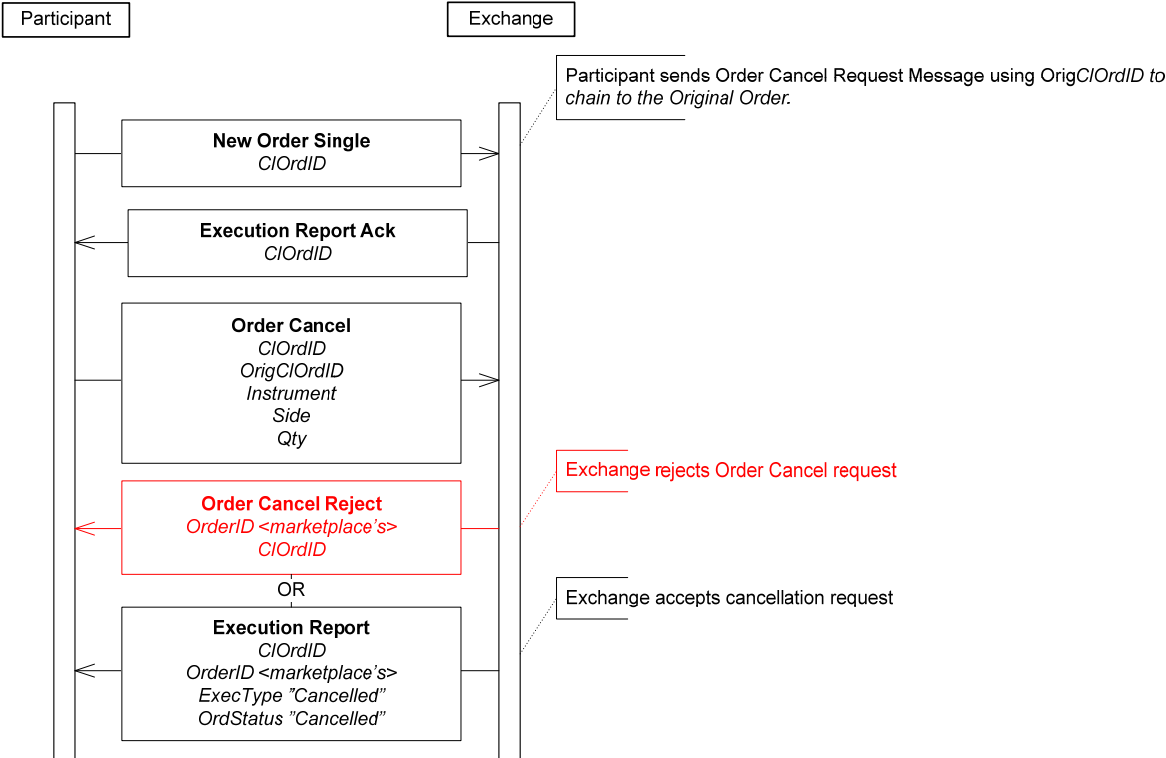 Participant
Exchange
Participant sends Order Cancel Request Message using OrigClOrdID to
chain to the Original Order.
New Order Single
ClOrdID
Execution Report Ack
ClOrdID
Order Cancel
ClOrdID
OrigClOrdID
Instrument
Side
Qty
Exchange rejects Order Cancel request
Order Cancel Reject
OrderID <marketplace's>
ClOrdID
OR
Exchange accepts cancellation request
Execution Report
ClOrdID
OrderID <marketplace's>
ExecType ”Cancelled”
OrdStatus ”Cancelled”